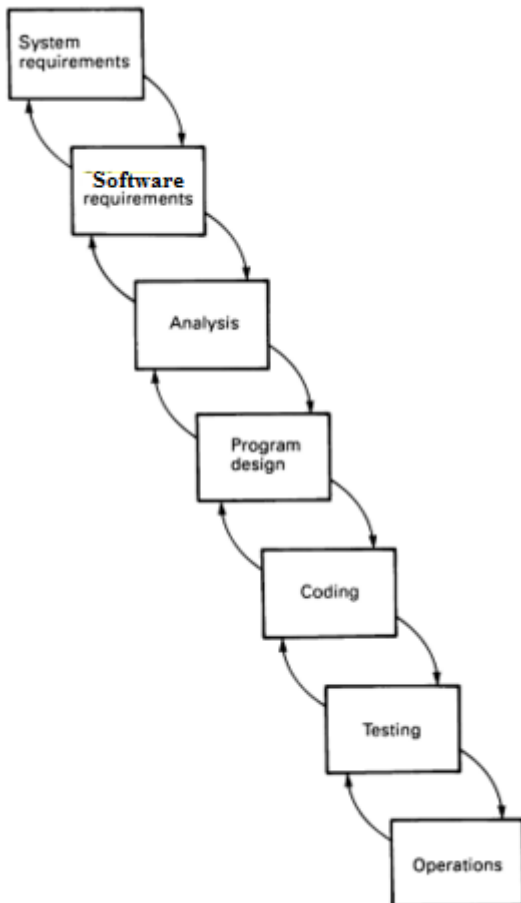 System
requirements
Software
requirements
Analysis
Program
design
Coding
Testing
Operations